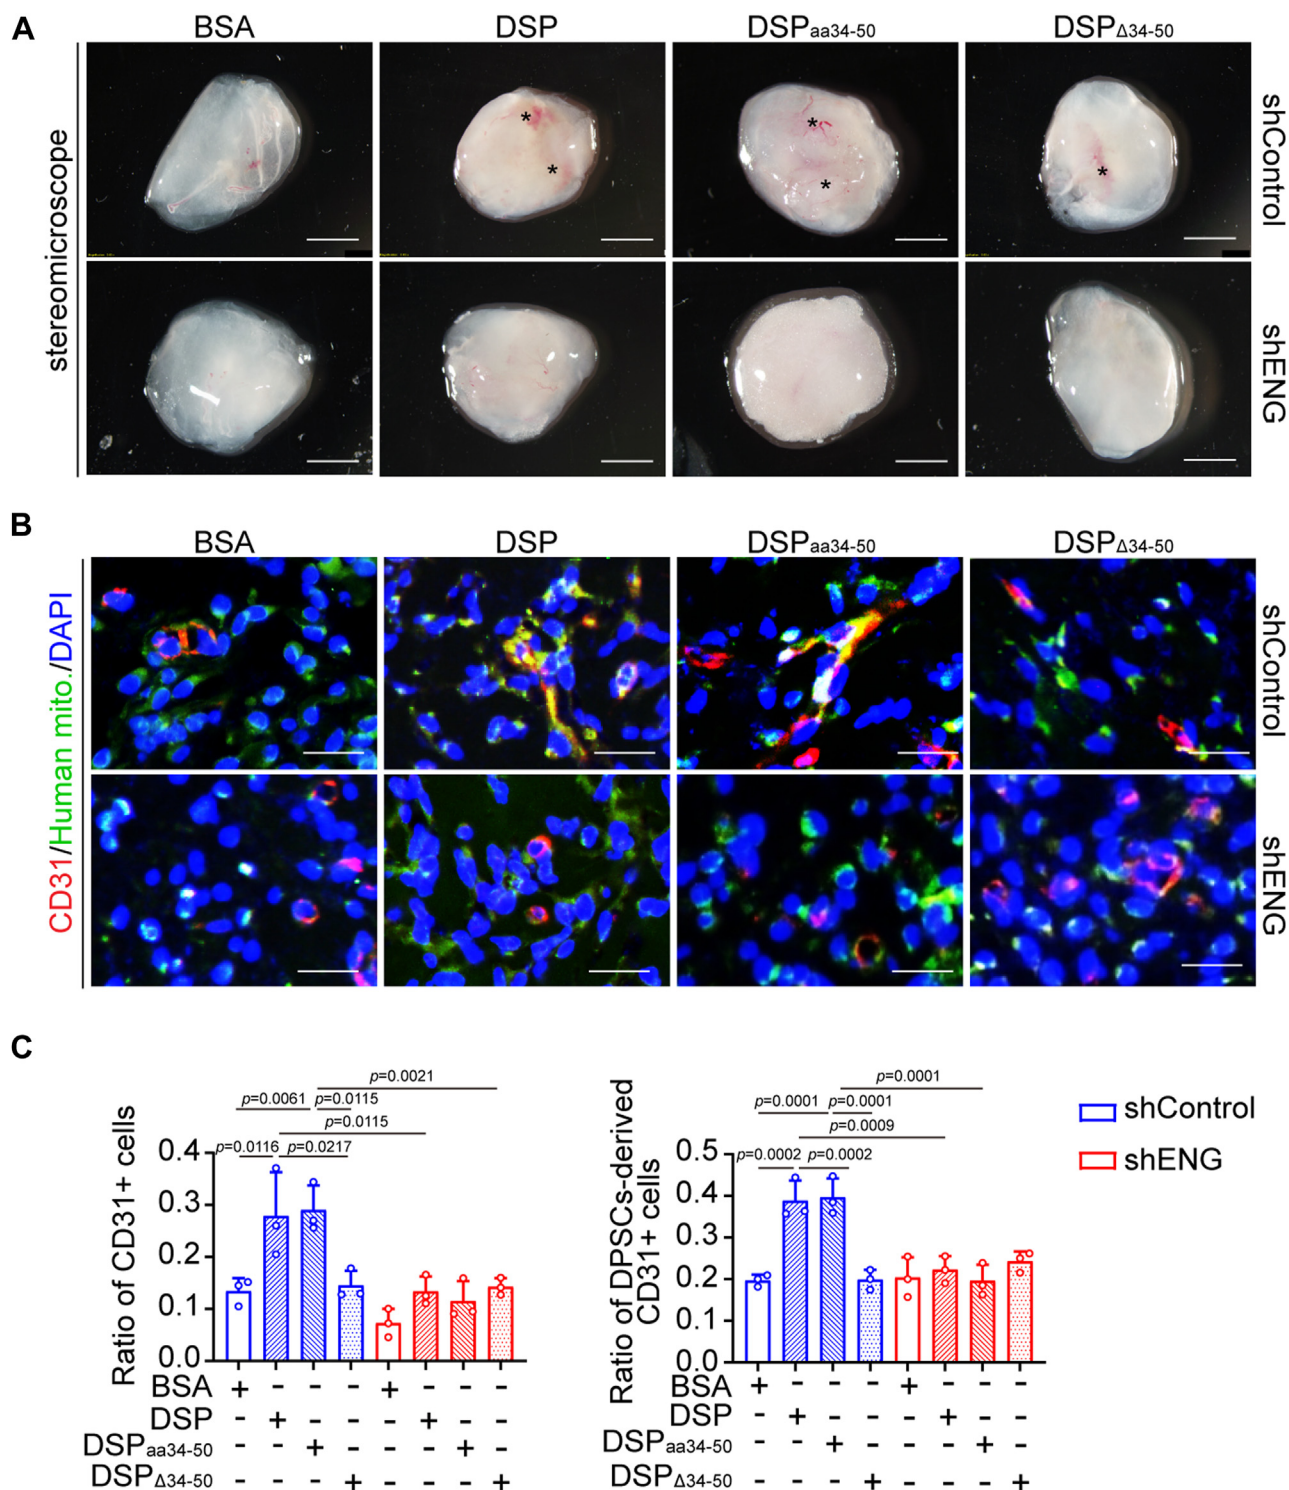 A
BSA
DSP
DSPaa34-50
DSPΔ34-50
stereomicroscope
shControl
shENG
B
BSA
DSP
DSPaa34-50
DSPΔ34-50
CD31/Human mito./DAPI
shControl
shENG
C
p=0.0021
p=0.0061
p=0.0115
p=0.0115
p=0.0116
p=0.0217
Ratio of CD31+ cells
0.4
0.3
0.2
0.1
0.0
BSA + - - - + - - -
DSP - + - - - + - -
DSPaa34-50 - - + - - - + -
DSPΔ34-50 - - - + - - - +
p=0.0001
p=0.0001
p=0.0001
p=0.0009
p=0.0002
p=0.0002
Ratio of DPSCs-derived
CD31+ cells
0.5
0.4
0.3
0.2
0.1
0.0
BSA + - - - + - - -
DSP - + - - - + - -
DSPaa34-50 - - + - - - + -
DSPΔ34-50 - - - + - - - +
shControl
shENG